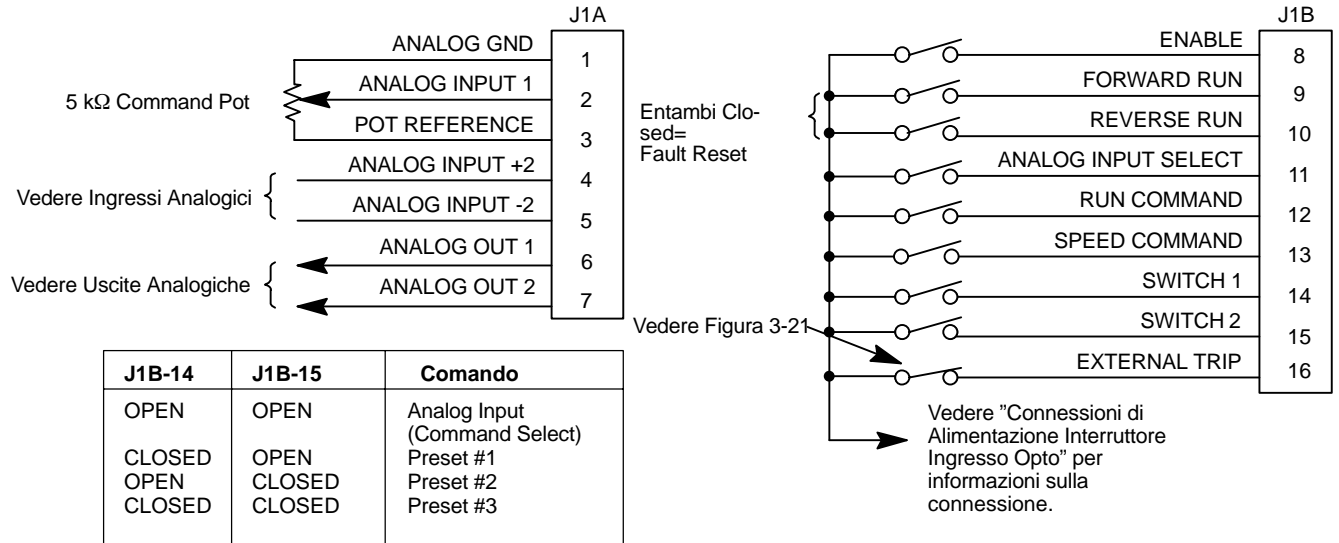 J1A
ANALOG GND
1
ANALOG INPUT 1
2
5 kΩ Command Pot
POT REFERENCE
3
ANALOG INPUT +2
4
Vedere Ingressi Analogici
ANALOG INPUT -2
5
ANALOG OUT 1
6
Vedere Uscite Analogiche
ANALOG OUT 2
7
J1B-14 J1B-15 Comando
OPEN OPEN Analog Input
(Command Select)
CLOSED OPEN Preset #1
OPEN CLOSED Preset #2
CLOSED CLOSED Preset #3
J1B
ENABLE
8
FORWARD RUN
9
Entambi Clo-
sed=
Fault Reset
REVERSE RUN
10
ANALOG INPUT SELECT
11
RUN COMMAND
12
SPEED COMMAND
13
SWITCH 1
14
SWITCH 2
15
Vedere Figura 3-21
EXTERNAL TRIP
16
Vedere ”Connessioni di
Alimentazione Interruttore
Ingresso Opto” per
informazioni sulla
connessione.